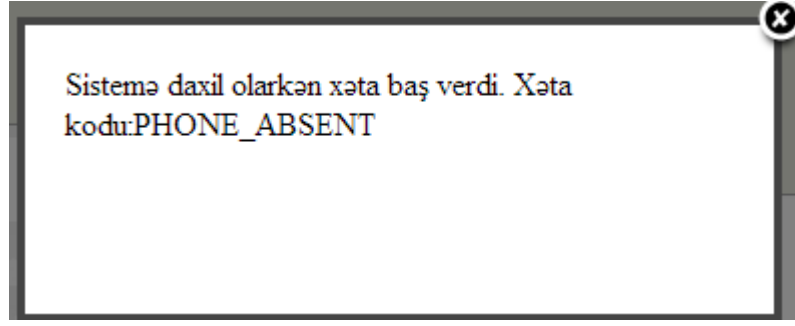 Sistemə daxil olarkən xəta baş verdi. Xəta
kodu:PHONE_ABSENT